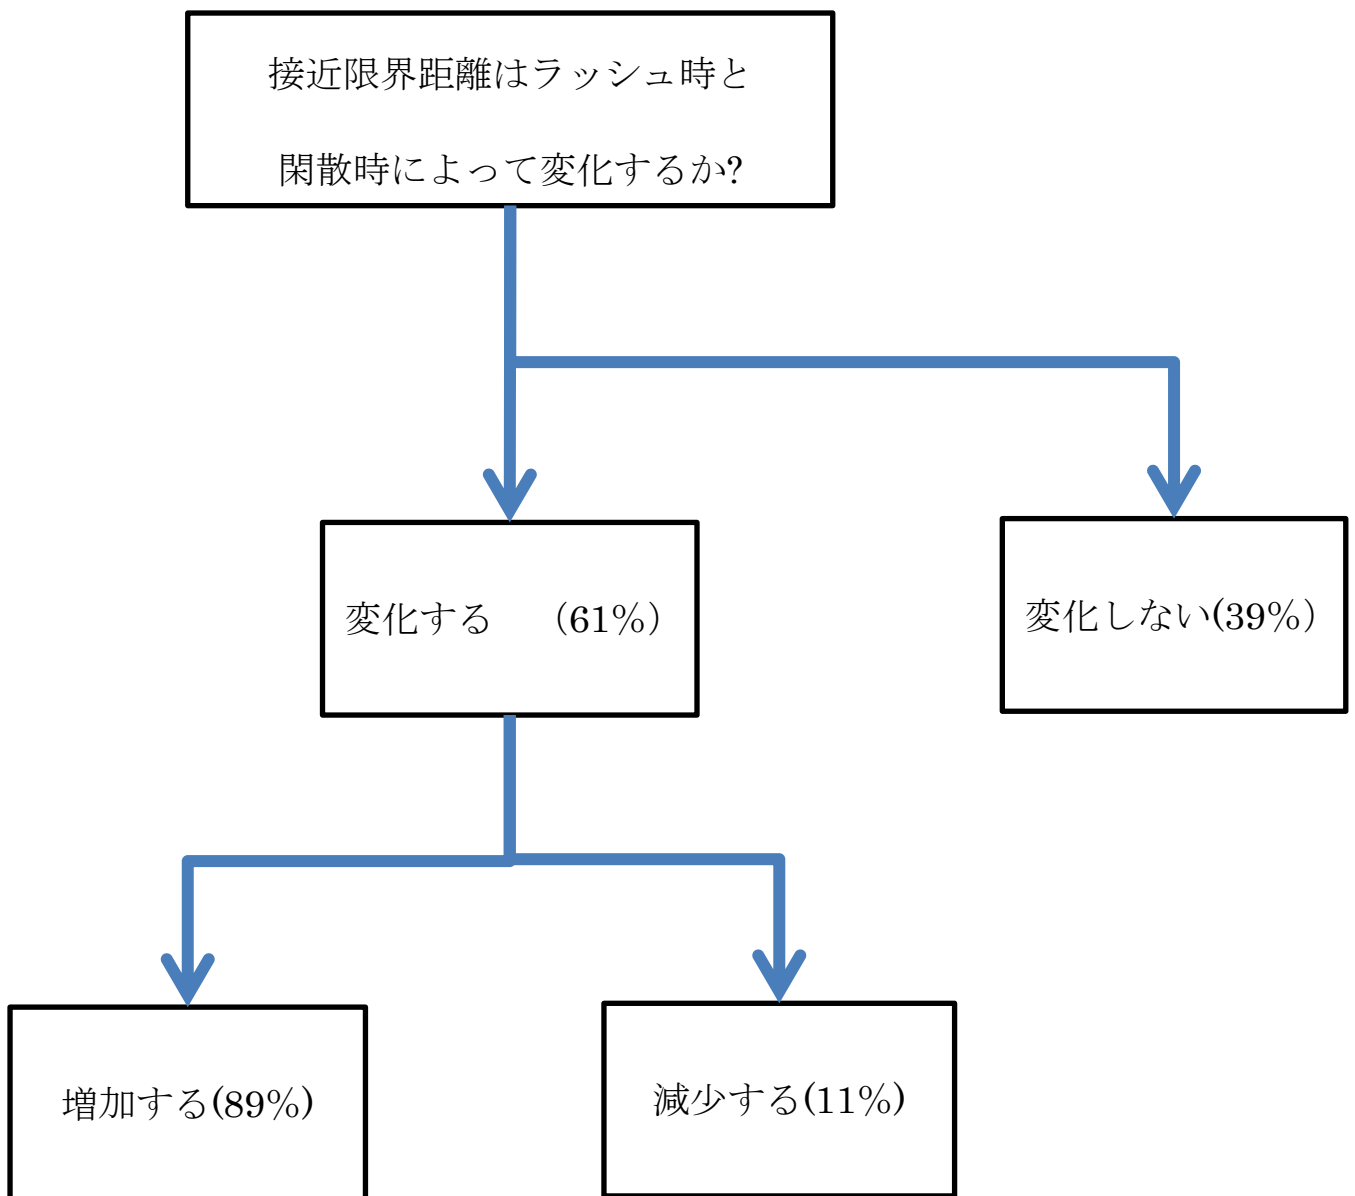 接近限界距離はラッシュ時と
閑散時によって変化するか?
変化する　（61%）
変化しない(39%）
増加する(89%)
減少する(11%)